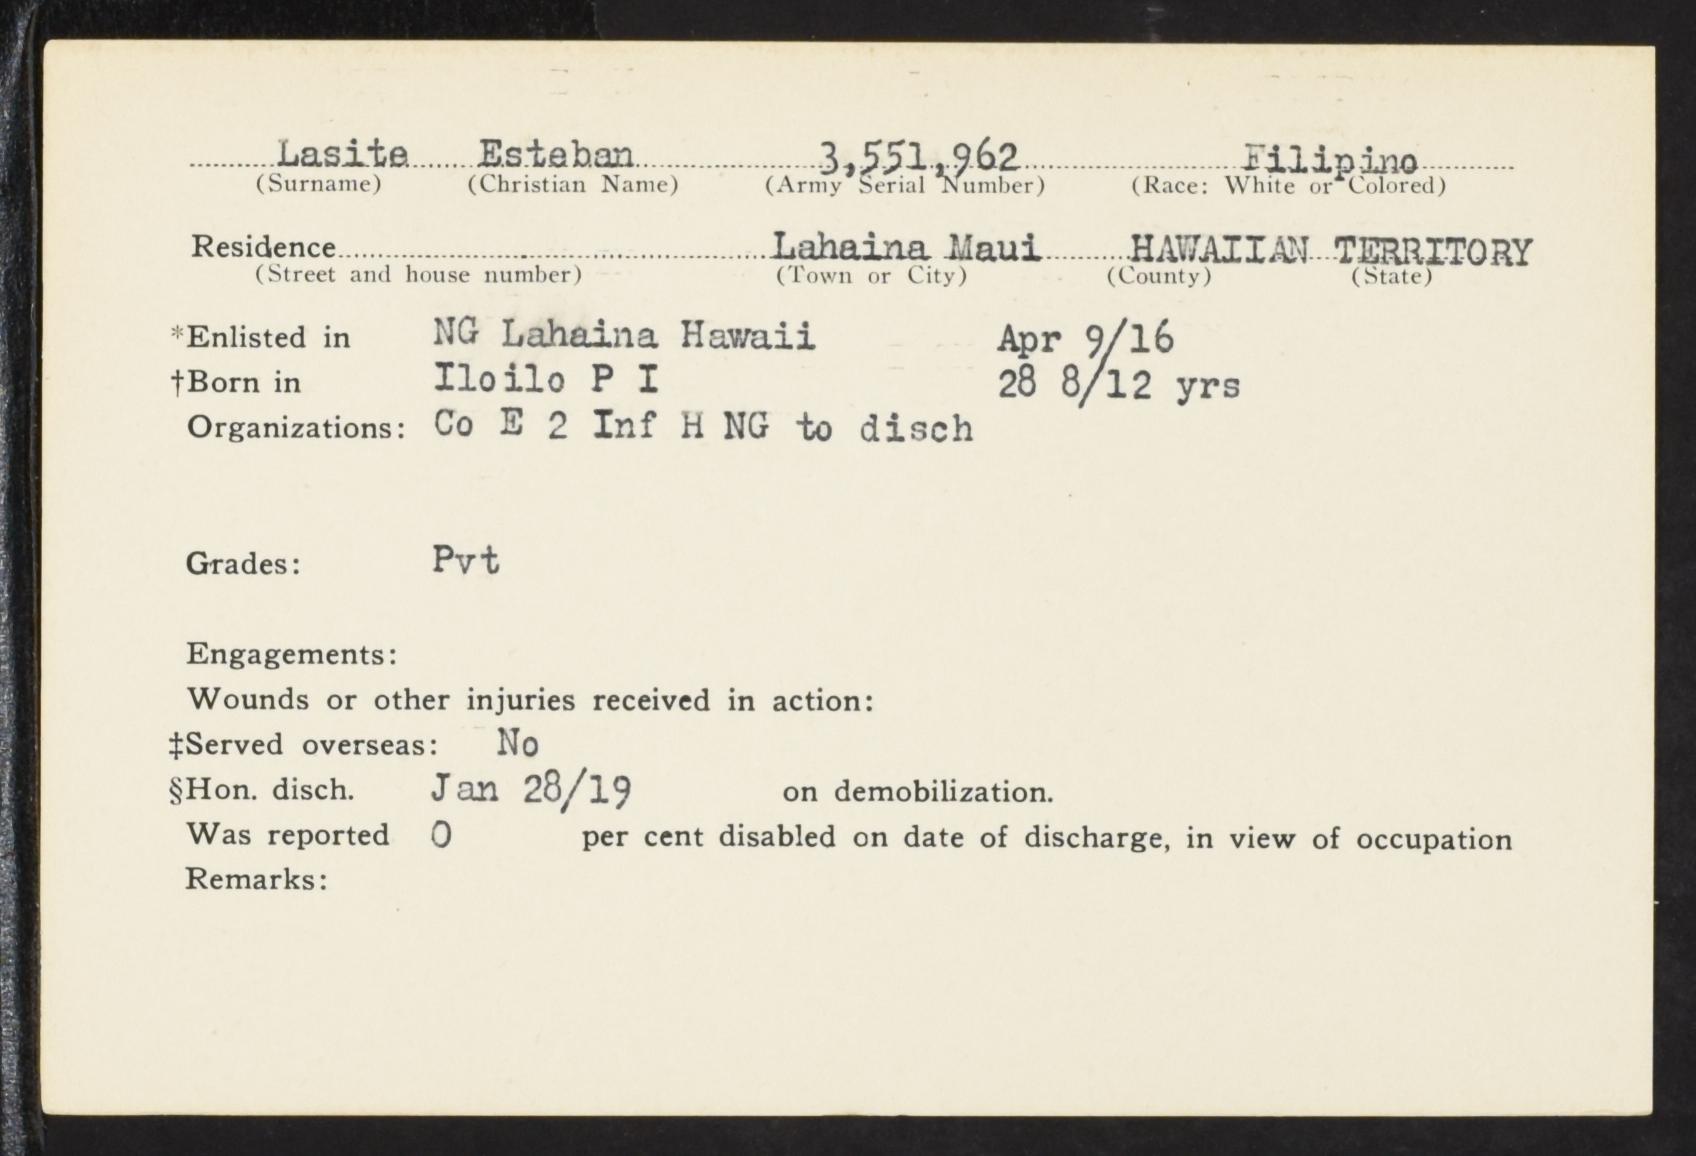 Lasite Esteban 3,551,962 Filipino
(Surname) (Christian Name) (Army Serial Number) (Race: White or Colored)
Residence Lahaina Maui HAWAIIAN TERRITORY
(Street and house number) (Town or City) (County) (State)
*Enlisted in NG Lahaina Hawaii Apr 9/16
†Born in Iloilo P I 28 8/12 yrs
Organizations: Co E 2 Inf H NG to disch
Grades: Pvt
Engagements:
Wounds or other injuries received in action:
‡Served overseas: No
§Hon. disch. Jan 28/19 on demobilization.
Was reported 0 per cent disabled on date of discharge, in view of occupation
Remarks: